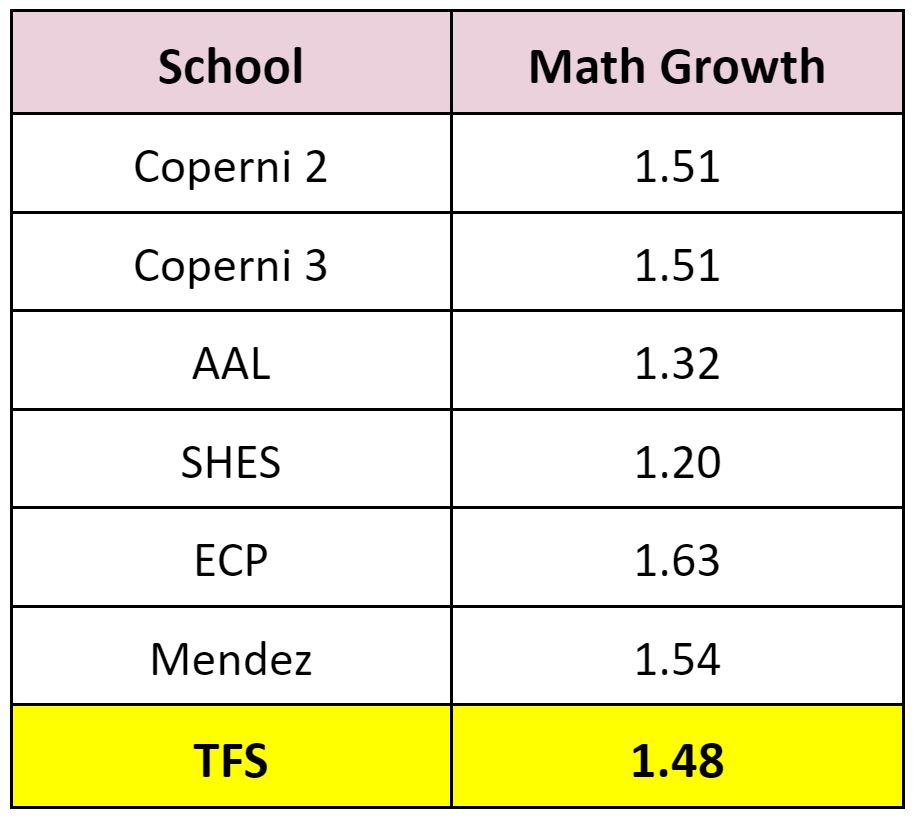 School Math Growth
Coperni 2 1.51
Coperni 3 1.51
AAL 1.32
SHES 1.20
ECP 1.63
Mendez 1.54
TFS 1.48